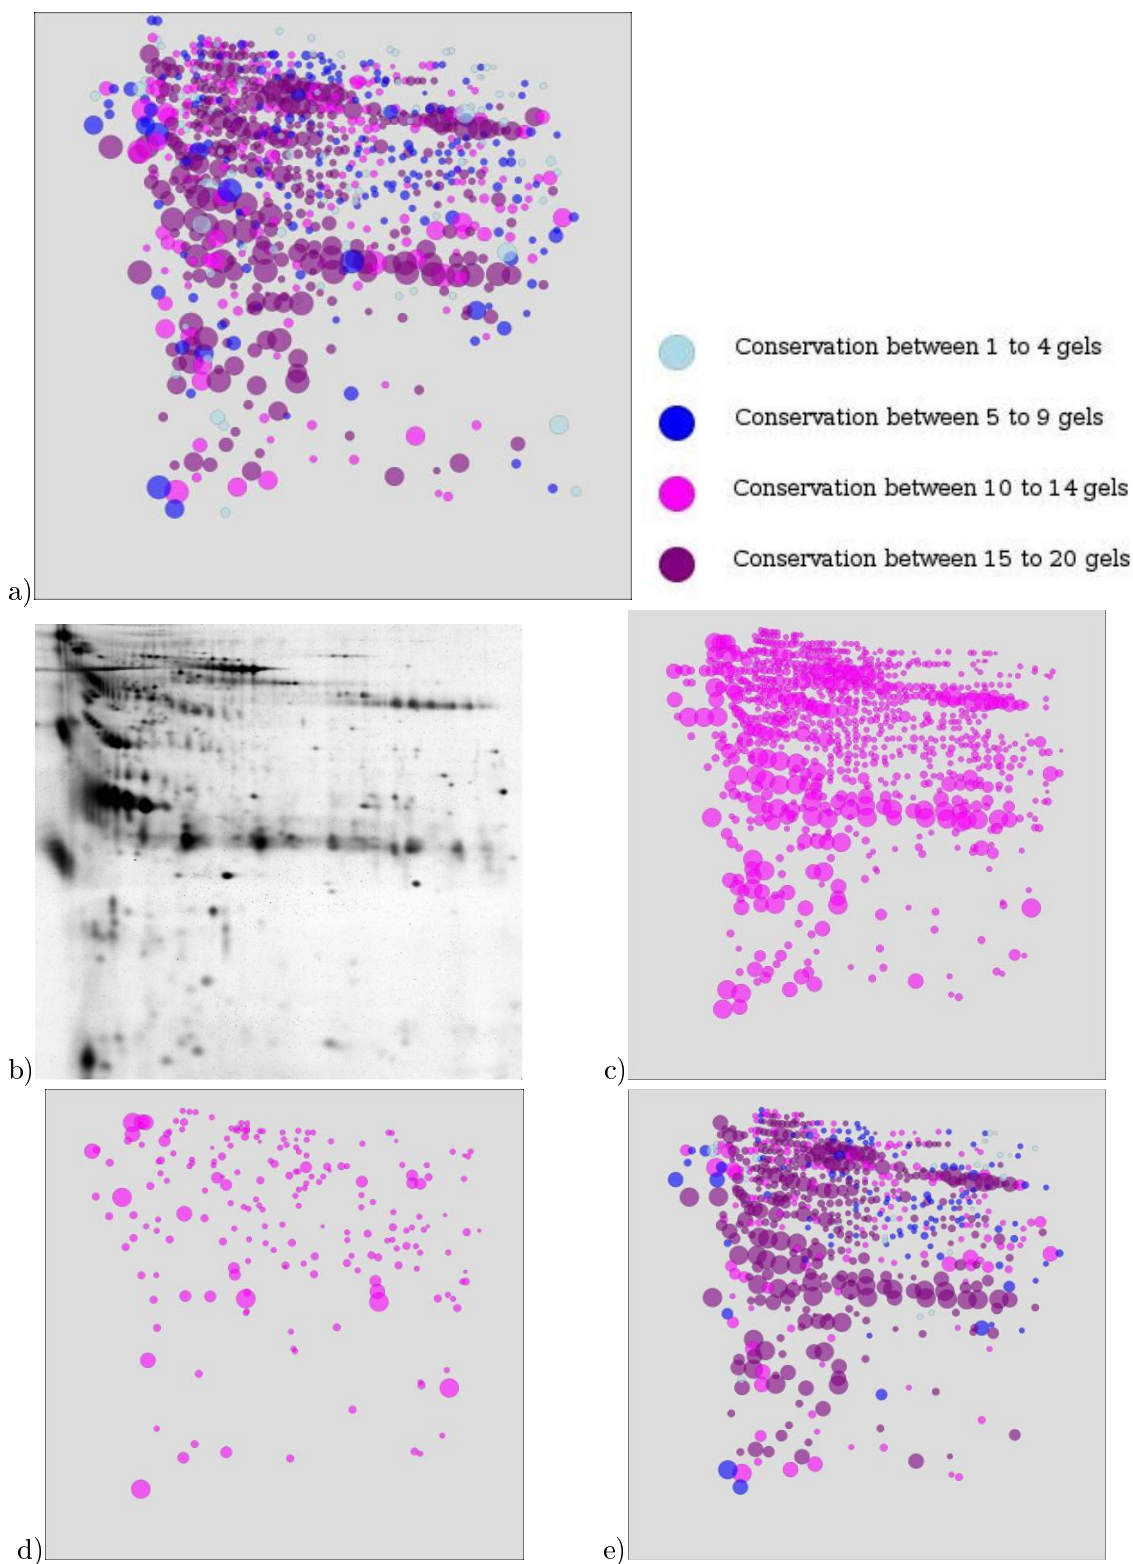 Conservation between 1 to 4 gels
Conservation between 5 to 9 gels
Conservation between 10 to 14 gels
Conservation between 15 to 20 gels
a)
b)
c)
d)
e)